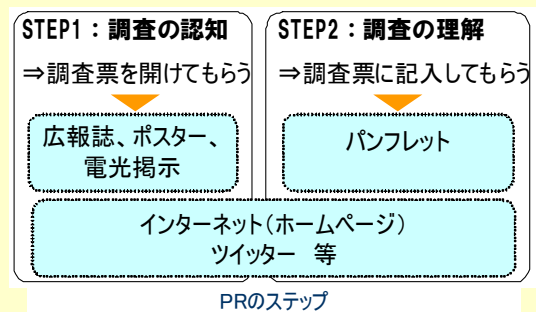 STEP1：調査の認知
⇒調査票を開けてもらう
広報誌、ポスター、
電光掲示
STEP2：調査の理解
⇒調査票に記入してもらう
パンフレット
インターネット（ホームページ）
ツイッター 等
PRのステップ